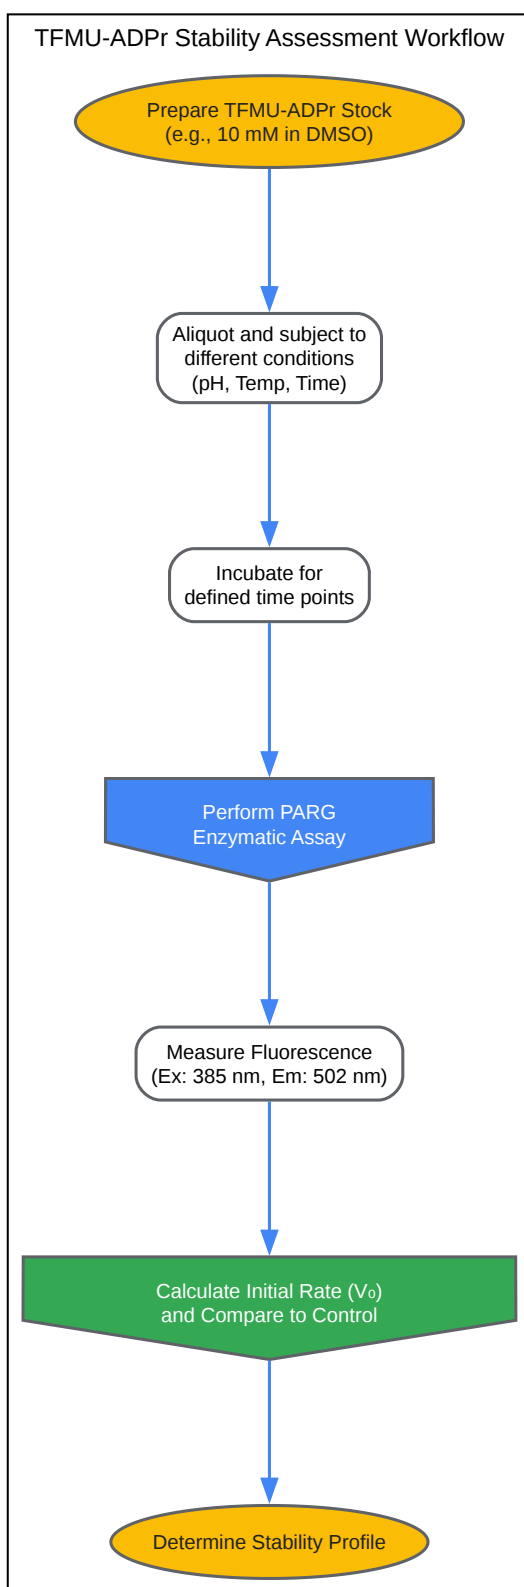 TFMU-ADPr Stability Assessment Workflow
Prepare TFMU-ADPr Stock
(e.g., 10 mM in DMSO)
Aliquot and subject to
different conditions
(pH, Temp, Time)
Incubate for
defined time points
Perform PARG
Enzymatic Assay
Measure Fluorescence
(Ex: 385 nm, Em: 502 nm)
Calculate Initial Rate (V₀)
and Compare to Control
Determine Stability Profile